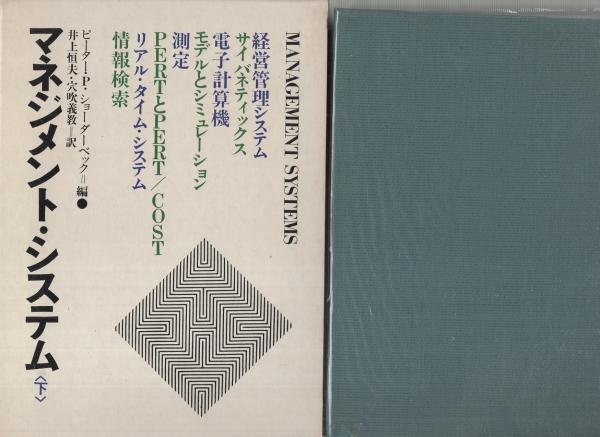 MANAGEMENT SYSTEMS
経営管理システム
サイバネティックス
電子計算機
モデルとシミュレーション
測定
PERTとPERT/COST
リアル・タイム・システム
情報検索
ピーター・P・ショーダーベック=編●
井上恒夫・穴吹義教=訳
マネジメント・システム〈下〉